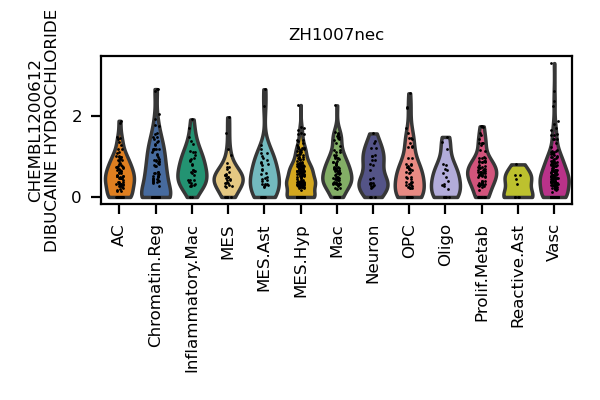 ZH1007nec
CHEMBL1200612
DIBUCAINE HYDROCHLORIDE
2
0
AC
Chromatin.Reg
Inflammatory.Mac
MES
MES.Ast
MES.Hyp
Mac
Neuron
OPC
Oligo
Prolif.Metab
Reactive.Ast
Vasc